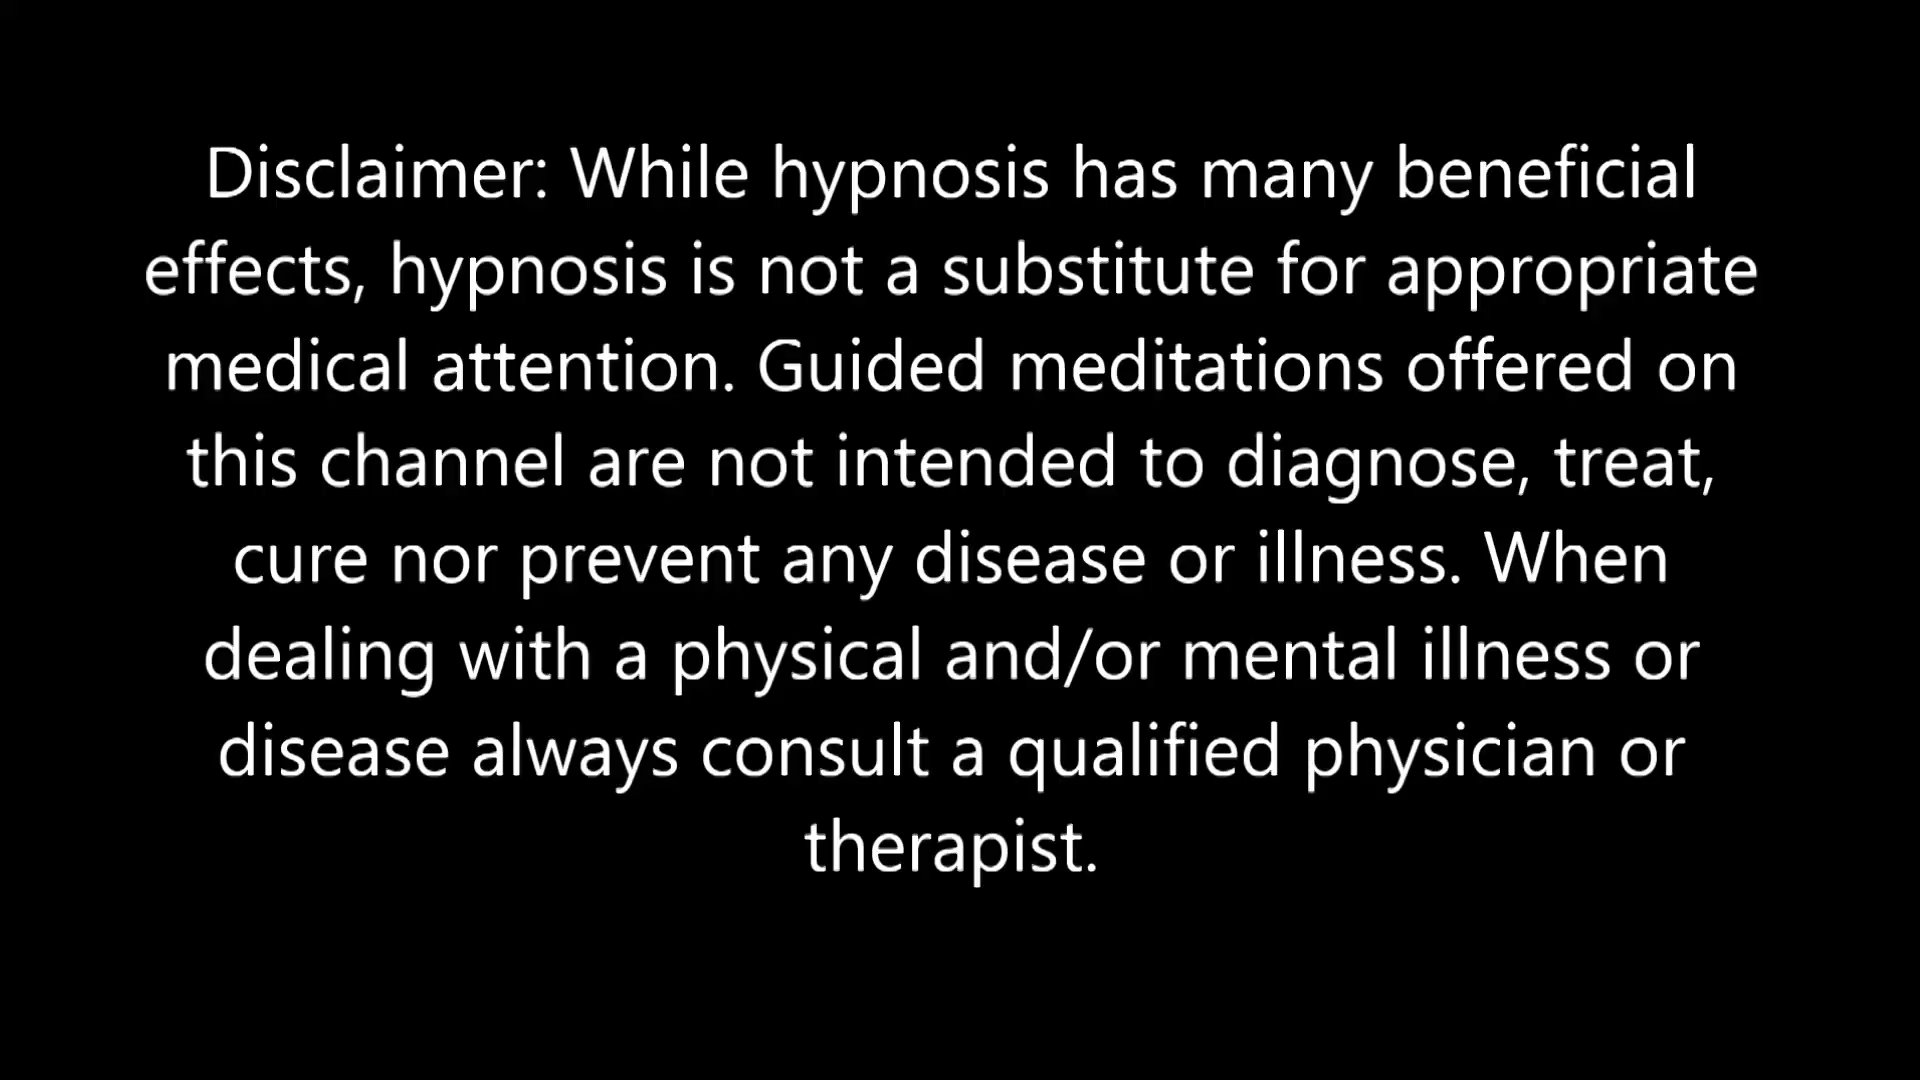 Disclaimer: While hypnosis has many beneficial
effects, hypnosis is not a substitute for appropriate
medical attention. Guided meditations offered on
this channel are not intended to diagnose, treat,
cure nor prevent any disease or illness. When
dealing with a physical and/or mental illness or
disease always consult a qualified physician or
therapist.